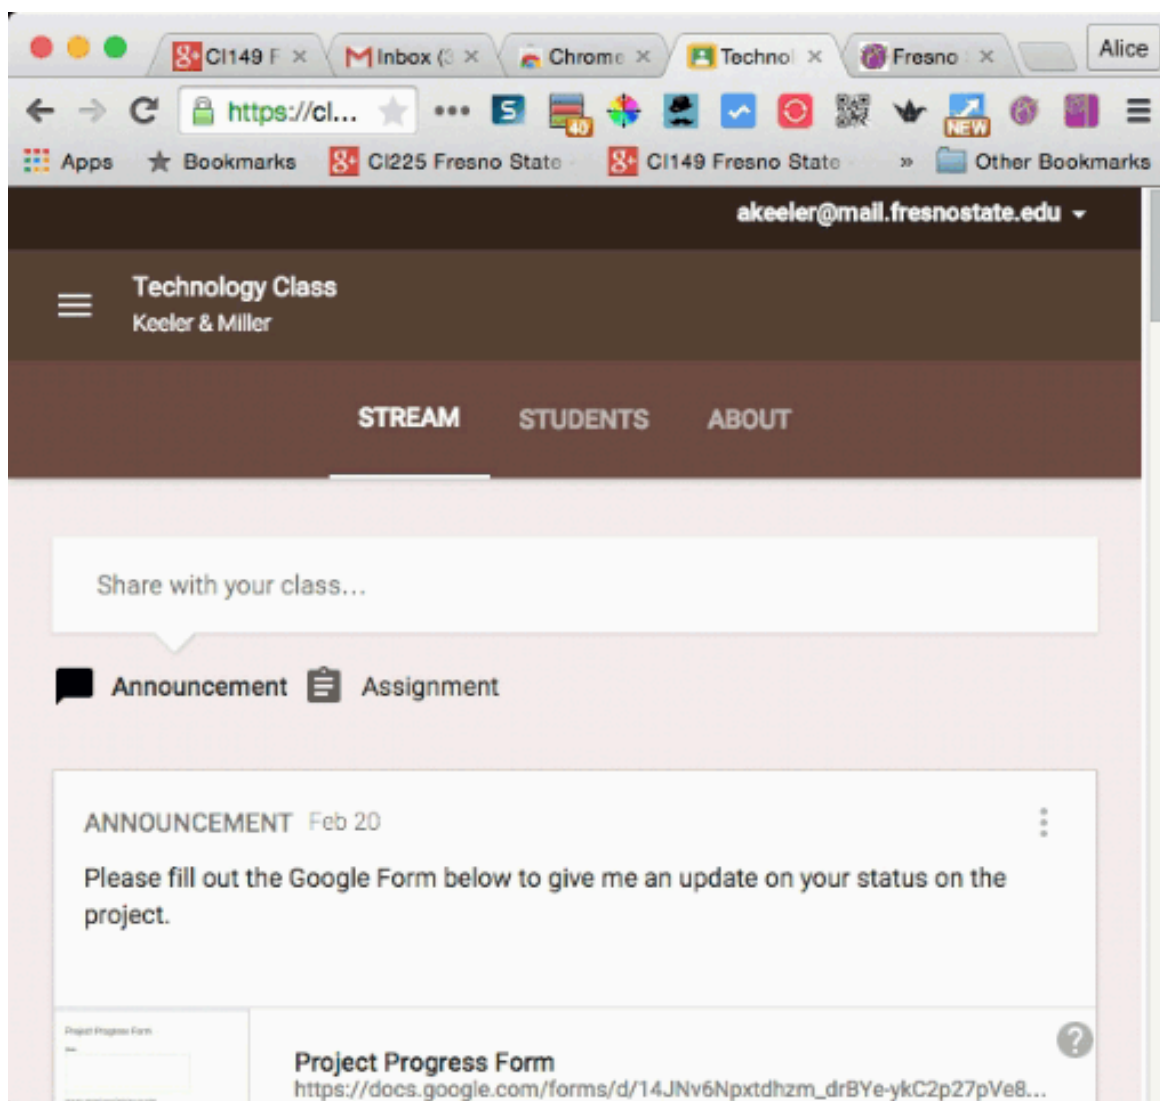 CI149 F
Inbox (3
Chrome
Technol
Fresno
Alice
https://cl...
40
NEW
Apps
Bookmarks
CI225 Fresno State
CI149 Fresno State
»
Other Bookmarks
akeeler@mail.fresnostate.edu
Technology Class
Keeler & Miller
STREAM
STUDENTS
ABOUT
Share with your class...
Announcement
Assignment
ANNOUNCEMENT Feb 20
Please fill out the Google Form below to give me an update on your status on the
project.
Project Progress Form
Project Progress Form
https://docs.google.com/forms/d/14JNv6Npxtdhzm_drBYe-ykC2p27pVe8...